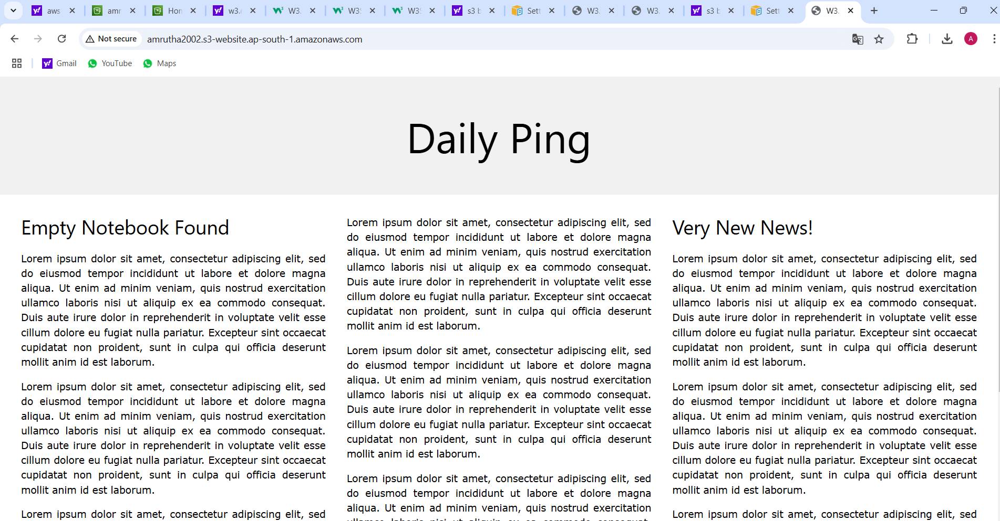 aws
amr
Hon
w3.
W3.
W3S
W3S
s3 b
Sett
W3.
W3.
s3 b
Sett
W3.
Not secure
amrutha2002.s3-website.ap-south-1.amazonaws.com
A
Gmail
YouTube
Maps
Daily Ping
Empty Notebook Found
Lorem ipsum dolor sit amet, consectetur adipiscing elit, sed
do eiusmod tempor incididunt ut labore et dolore magna
aliqua. Ut enim ad minim veniam, quis nostrud exercitation
ullamco laboris nisi ut aliquip ex ea commodo consequat.
Duis aute irure dolor in reprehenderit in voluptate velit esse
cillum dolore eu fugiat nulla pariatur. Excepteur sint occaecat
cupidatat non proident, sunt in culpa qui officia deserunt
mollit anim id est laborum.
Lorem ipsum dolor sit amet, consectetur adipiscing elit, sed
do eiusmod tempor incididunt ut labore et dolore magna
aliqua. Ut enim ad minim veniam, quis nostrud exercitation
ullamco laboris nisi ut aliquip ex ea commodo consequat.
Duis aute irure dolor in reprehenderit in voluptate velit esse
cillum dolore eu fugiat nulla pariatur. Excepteur sint occaecat
cupidatat non proident, sunt in culpa qui officia deserunt
mollit anim id est laborum.
Lorem ipsum dolor sit amet, consectetur adipiscing elit, sed
Lorem ipsum dolor sit amet, consectetur adipiscing elit, sed
do eiusmod tempor incididunt ut labore et dolore magna
aliqua. Ut enim ad minim veniam, quis nostrud exercitation
ullamco laboris nisi ut aliquip ex ea commodo consequat.
Duis aute irure dolor in reprehenderit in voluptate velit esse
cillum dolore eu fugiat nulla pariatur. Excepteur sint occaecat
cupidatat non proident, sunt in culpa qui officia deserunt
mollit anim id est laborum.
Lorem ipsum dolor sit amet, consectetur adipiscing elit, sed
do eiusmod tempor incididunt ut labore et dolore magna
aliqua. Ut enim ad minim veniam, quis nostrud exercitation
ullamco laboris nisi ut aliquip ex ea commodo consequat.
Duis aute irure dolor in reprehenderit in voluptate velit esse
cillum dolore eu fugiat nulla pariatur. Excepteur sint occaecat
cupidatat non proident, sunt in culpa qui officia deserunt
mollit anim id est laborum.
Lorem ipsum dolor sit amet, consectetur adipiscing elit, sed
do eiusmod tempor incididunt ut labore et dolore magna
aliqua. Ut enim ad minim veniam, quis nostrud exercitation
Very New News!
Lorem ipsum dolor sit amet, consectetur adipiscing elit, sed
do eiusmod tempor incididunt ut labore et dolore magna
aliqua. Ut enim ad minim veniam, quis nostrud exercitation
ullamco laboris nisi ut aliquip ex ea commodo consequat.
Duis aute irure dolor in reprehenderit in voluptate velit esse
cillum dolore eu fugiat nulla pariatur. Excepteur sint occaecat
cupidatat non proident, sunt in culpa qui officia deserunt
mollit anim id est laborum.
Lorem ipsum dolor sit amet, consectetur adipiscing elit, sed
do eiusmod tempor incididunt ut labore et dolore magna
aliqua. Ut enim ad minim veniam, quis nostrud exercitation
ullamco laboris nisi ut aliquip ex ea commodo consequat.
Duis aute irure dolor in reprehenderit in voluptate velit esse
cillum dolore eu fugiat nulla pariatur. Excepteur sint occaecat
cupidatat non proident, sunt in culpa qui officia deserunt
mollit anim id est laborum.
Lorem ipsum dolor sit amet, consectetur adipiscing elit, sed